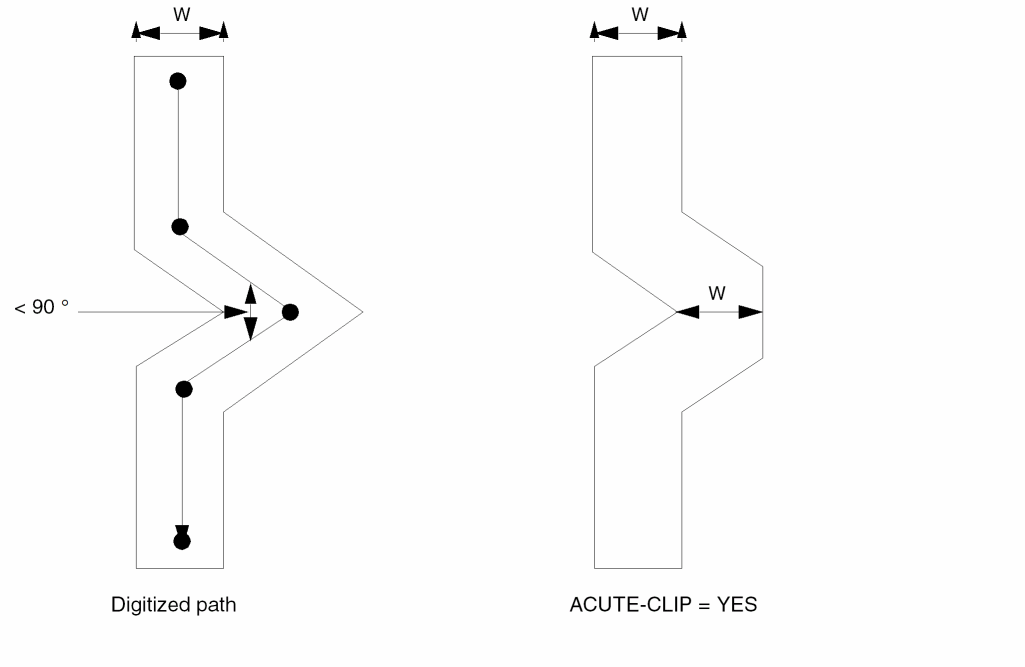 W
W
< 90 °
W
Digitized path
ACUTE-CLIP = YES